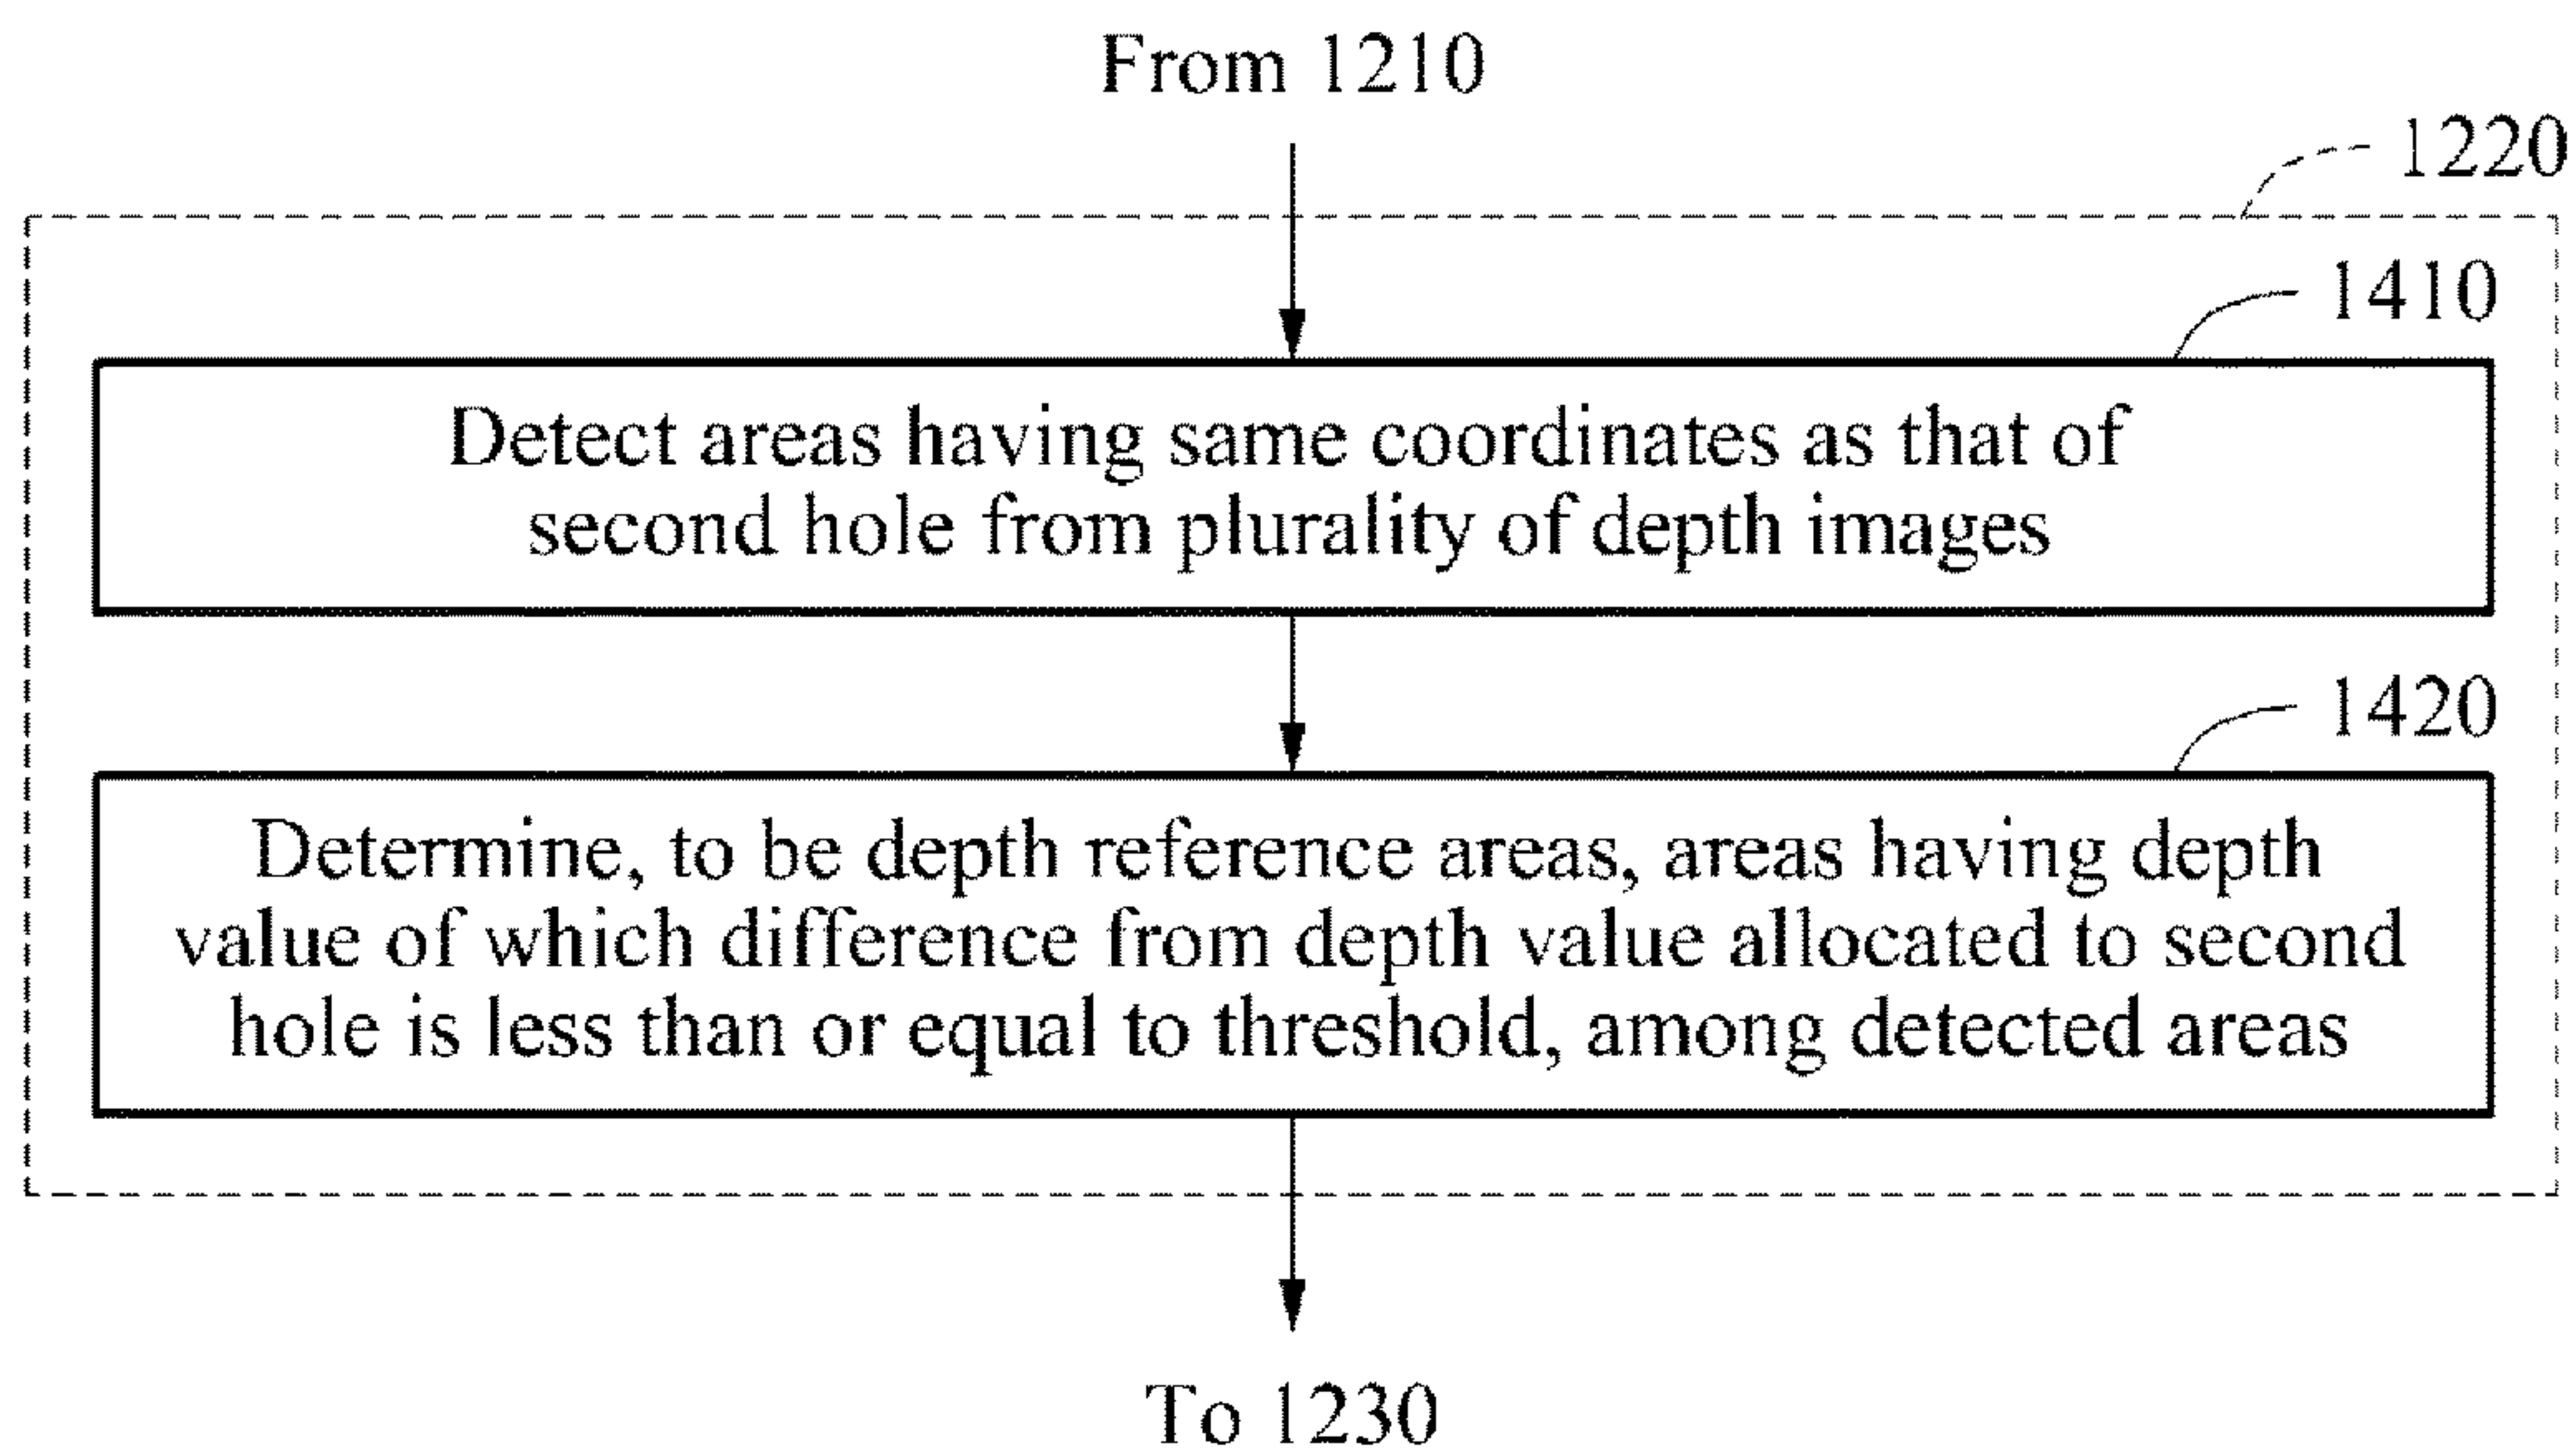 From 1210
1220
1410
Detect areas having same coordinates as that of
second hole from plurality of depth images
1420
Determine, to be depth reference areas, areas having depth
value of which difference from depth value allocated to second
hole is less than or equal to threshold, among detected areas
To 1230